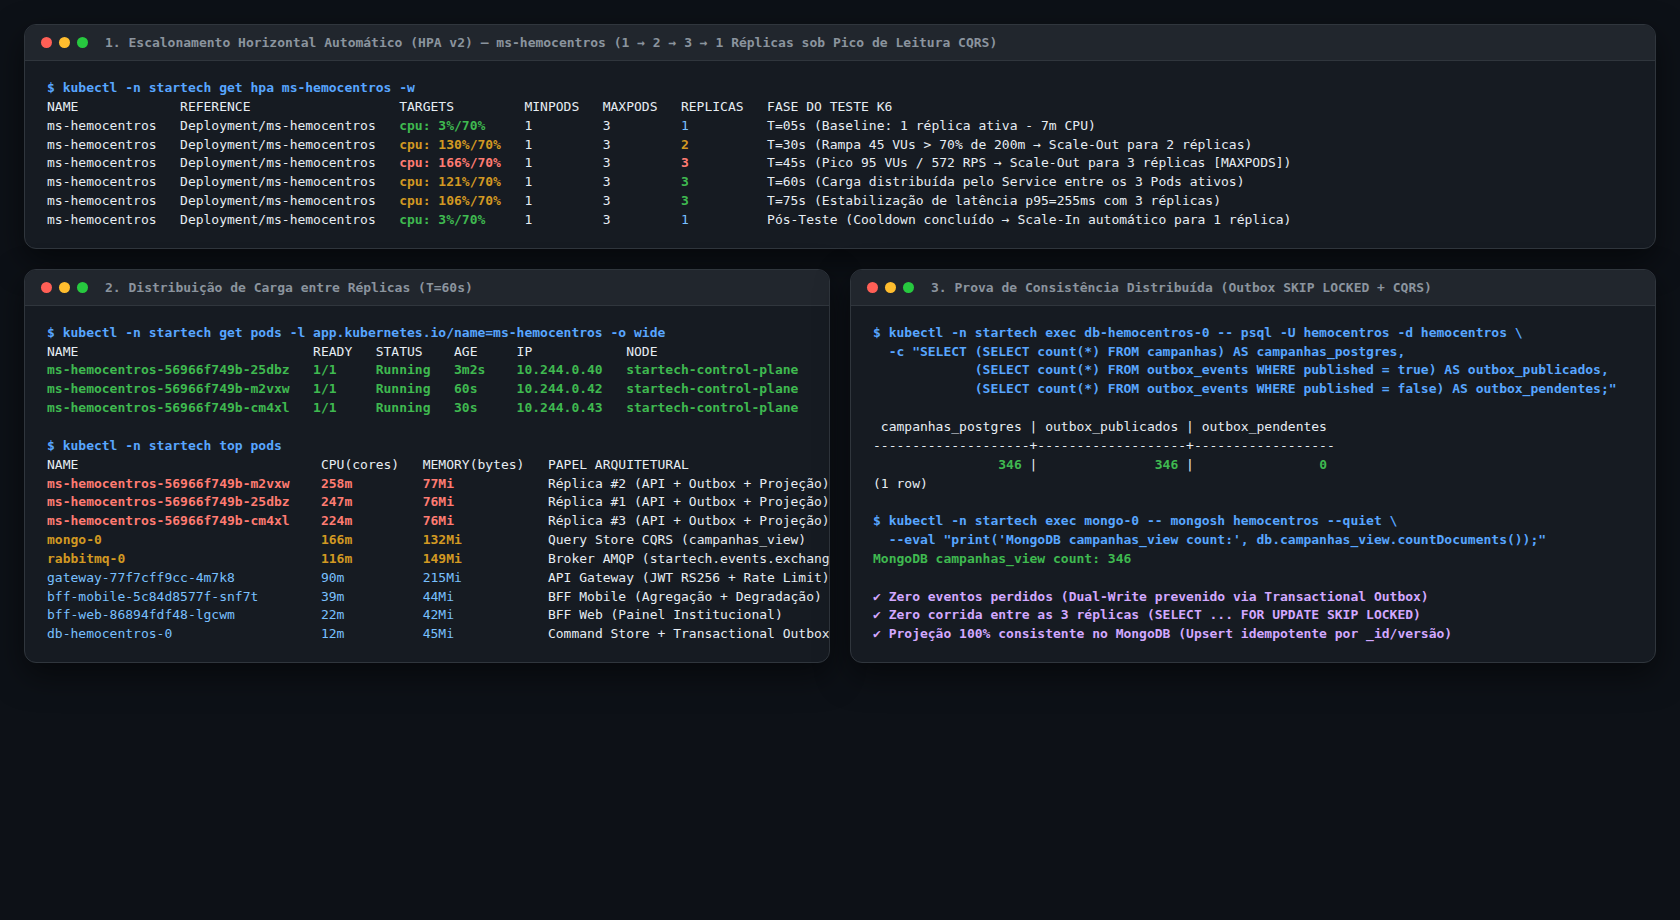 1. Escalonamento Horizontal Automático (HPA v2) — ms-hemocentros (1 → 2 → 3 → 1 Réplicas sob Pico de Leitura CQRS)
$ kubectl -n startech get hpa ms-hemocentros -w
NAME REFERENCE TARGETS MINPODS MAXPODS REPLICAS FASE DO TESTE K6
ms-hemocentros Deployment/ms-hemocentros cpu: 3%/70% 1 3 1 T=05s (Baseline: 1 réplica ativa - 7m CPU)
ms-hemocentros Deployment/ms-hemocentros cpu: 130%/70% 1 3 2 T=30s (Rampa 45 VUs > 70% de 200m → Scale-Out para 2 réplicas)
ms-hemocentros Deployment/ms-hemocentros cpu: 166%/70% 1 3 3 T=45s (Pico 95 VUs / 572 RPS → Scale-Out para 3 réplicas [MAXPODS])
ms-hemocentros Deployment/ms-hemocentros cpu: 121%/70% 1 3 3 T=60s (Carga distribuída pelo Service entre os 3 Pods ativos)
ms-hemocentros Deployment/ms-hemocentros cpu: 106%/70% 1 3 3 T=75s (Estabilização de latência p95=255ms com 3 réplicas)
ms-hemocentros Deployment/ms-hemocentros cpu: 3%/70% 1 3 1 Pós-Teste (Cooldown concluído → Scale-In automático para 1 réplica)
2. Distribuição de Carga entre Réplicas (T=60s)
$ kubectl -n startech get pods -l app.kubernetes.io/name=ms-hemocentros -o wide
NAME READY STATUS AGE IP NODE
ms-hemocentros-56966f749b-25dbz 1/1 Running 3m2s 10.244.0.40 startech-control-plane
ms-hemocentros-56966f749b-m2vxw 1/1 Running 60s 10.244.0.42 startech-control-plane
ms-hemocentros-56966f749b-cm4xl 1/1 Running 30s 10.244.0.43 startech-control-plane
$ kubectl -n startech top pods
NAME CPU(cores) MEMORY(bytes) PAPEL ARQUITETURAL
ms-hemocentros-56966f749b-m2vxw 258m 77Mi Réplica #2 (API + Outbox + Projeção)
ms-hemocentros-56966f749b-25dbz 247m 76Mi Réplica #1 (API + Outbox + Projeção)
ms-hemocentros-56966f749b-cm4xl 224m 76Mi Réplica #3 (API + Outbox + Projeção)
mongo-0 166m 132Mi Query Store CQRS (campanhas_view)
rabbitmq-0 116m 149Mi Broker AMQP (startech.events.exchang
gateway-77f7cff9cc-4m7k8 90m 215Mi API Gateway (JWT RS256 + Rate Limit)
bff-mobile-5c84d8577f-snf7t 39m 44Mi BFF Mobile (Agregação + Degradação)
bff-web-86894fdf48-lgcwm 22m 42Mi BFF Web (Painel Institucional)
db-hemocentros-0 12m 45Mi Command Store + Transactional Outbox
3. Prova de Consistência Distribuída (Outbox SKIP LOCKED + CQRS)
$ kubectl -n startech exec db-hemocentros-0 -- psql -U hemocentros -d hemocentros \
-c "SELECT (SELECT count(*) FROM campanhas) AS campanhas_postgres,
(SELECT count(*) FROM outbox_events WHERE published = true) AS outbox_publicados,
(SELECT count(*) FROM outbox_events WHERE published = false) AS outbox_pendentes;"
campanhas_postgres | outbox_publicados | outbox_pendentes
--------------------+-------------------+------------------
346 | 346 | 0
(1 row)
$ kubectl -n startech exec mongo-0 -- mongosh hemocentros --quiet \
--eval "print('MongoDB campanhas_view count:', db.campanhas_view.countDocuments());"
MongoDB campanhas_view count: 346
✔ Zero eventos perdidos (Dual-Write prevenido via Transactional Outbox)
✔ Zero corrida entre as 3 réplicas (SELECT ... FOR UPDATE SKIP LOCKED)
✔ Projeção 100% consistente no MongoDB (Upsert idempotente por _id/versão)